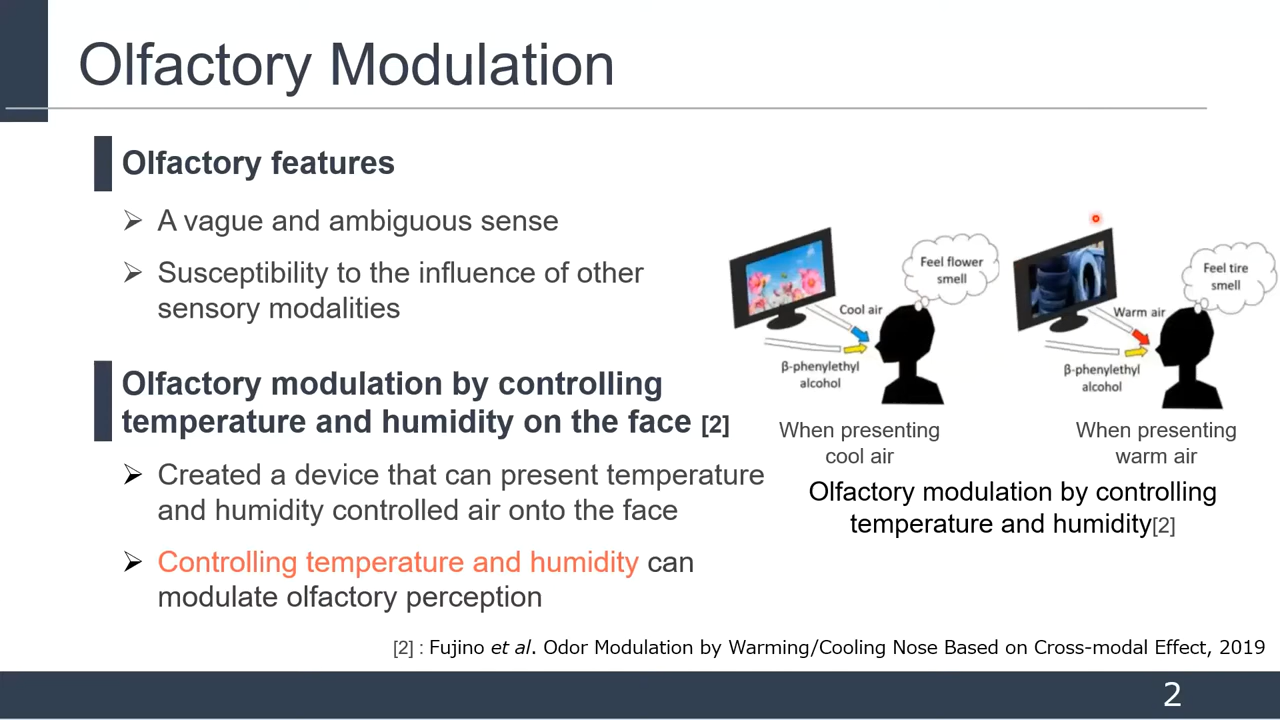 Olfactory Modulation
Olfactory features
A vague and ambiguous sense
Susceptibility to the influence of other
sensory modalities
Olfactory modulation by controlling
temperature and humidity on the face [2]
Created a device that can present temperature
and humidity controlled air onto the face
Controlling temperature and humidity can
modulate olfactory perception
Feel flower
smell
Cool air
β-phenylethyl
alcohol
When presenting
cool air
Feel tire
smell
Warm air
β-phenylethyl
alcohol
When presenting
warm air
Olfactory modulation by controlling
temperature and humidity[2]
[2] : Fujino et al. Odor Modulation by Warming/Cooling Nose Based on Cross-modal Effect, 2019
2